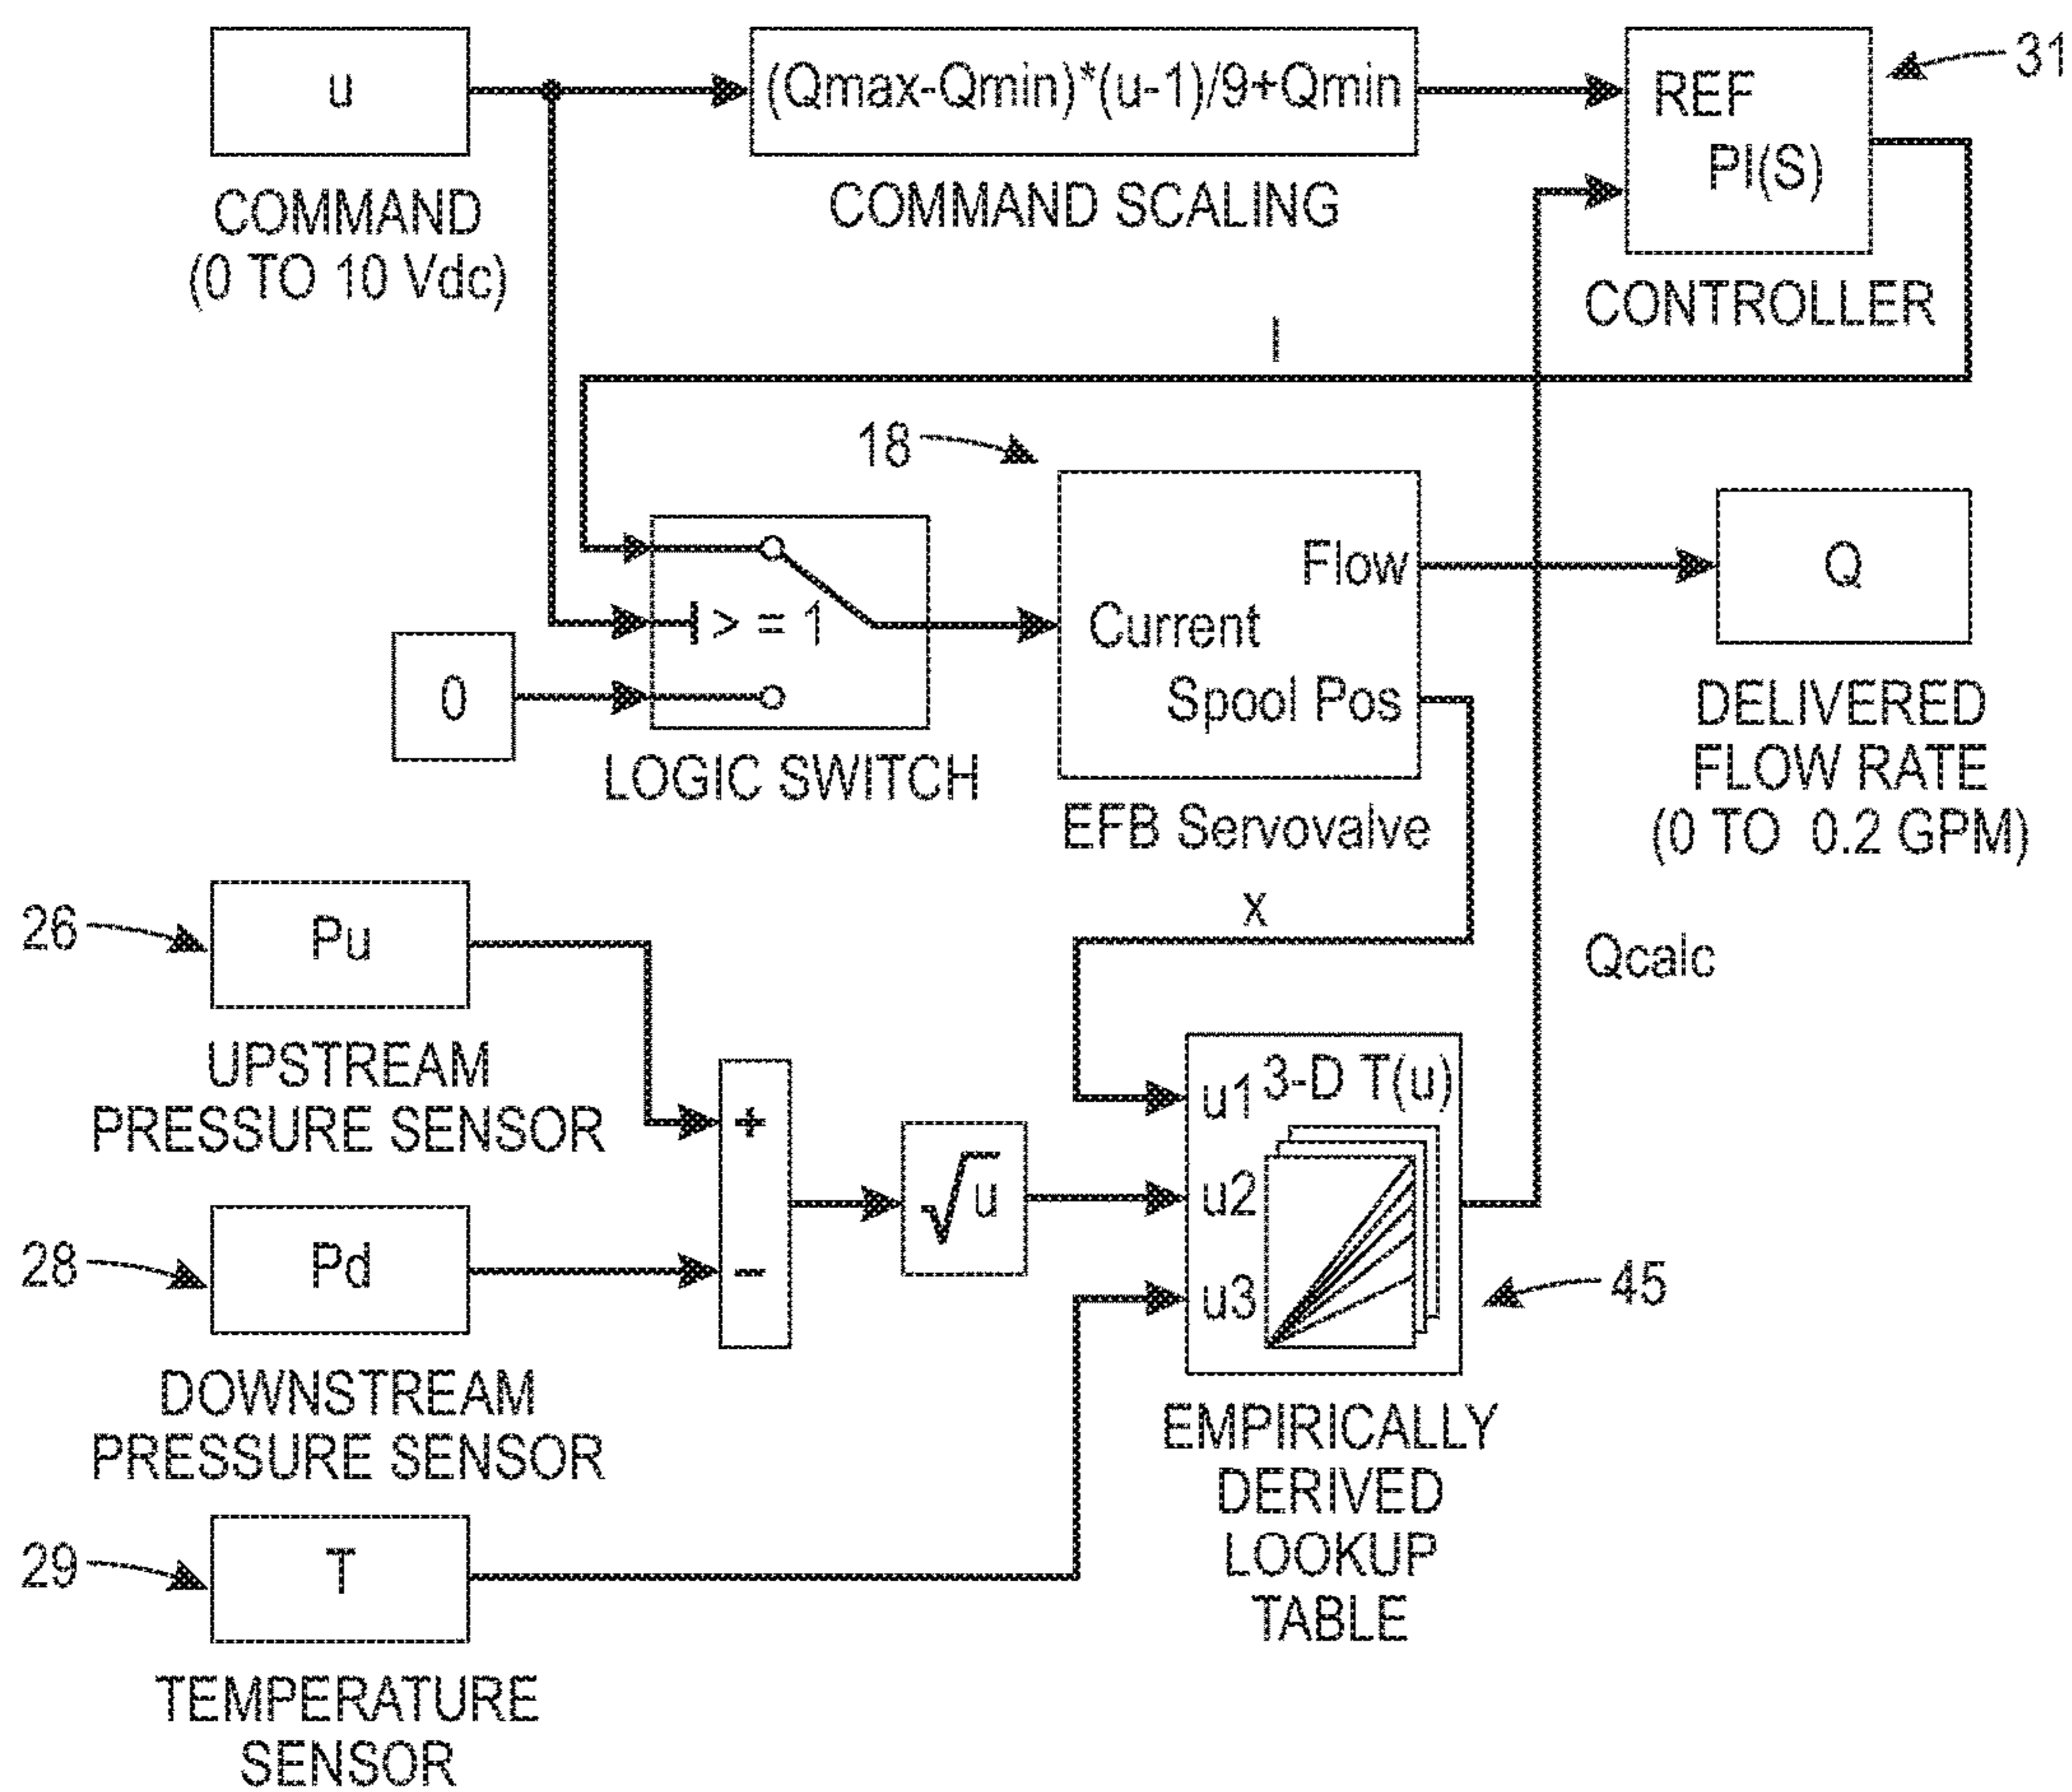 u
(Qmax-Qmin)*(u-1)/9+Qmin
REF
PI(S)
31
COMMAND
(0 TO 10 Vdc)
COMMAND SCALING
CONTROLLER
I
18
Flow
Current
Spool Pos
Q
> = 1
0
LOGIC SWITCH
EFB Servovalve
DELIVERED
FLOW RATE
(0 TO 0.2 GPM)
26
Pu
x
Qcalc
UPSTREAM
PRESSURE SENSOR
+
-
√u
u1
3-D T(u)
u2
u3
45
28
Pd
DOWNSTREAM
PRESSURE SENSOR
EMPIRICALLY
DERIVED
LOOKUP
TABLE
29
T
TEMPERATURE
SENSOR